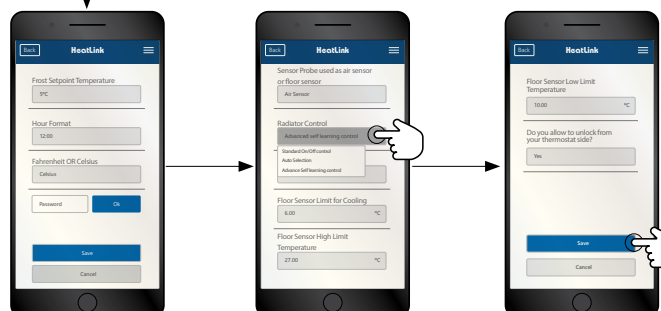 Back HeatLink
Frost Setpoint Temperature
5°C
Hour Format
12:00
Fahrenheit OR Celsius
Celsius
Password Ok
Save
Cancel
Back HeatLink
Sensor Probe used as air sensor
or floor sensor
Air Sensor
Radiator Control
Advanced self learning control
Standard On/Off control
Auto Selection
Advance Self learning control
Floor Sensor Limit for Cooling
6.00 °C
Floor Sensor High Limit
Temperature
27.00 °C
Back HeatLink
Floor Sensor Low Limit
Temperature
10.00 °C
Do you allow to unlock from
your thermostat side?
Yes
Save
Cancel